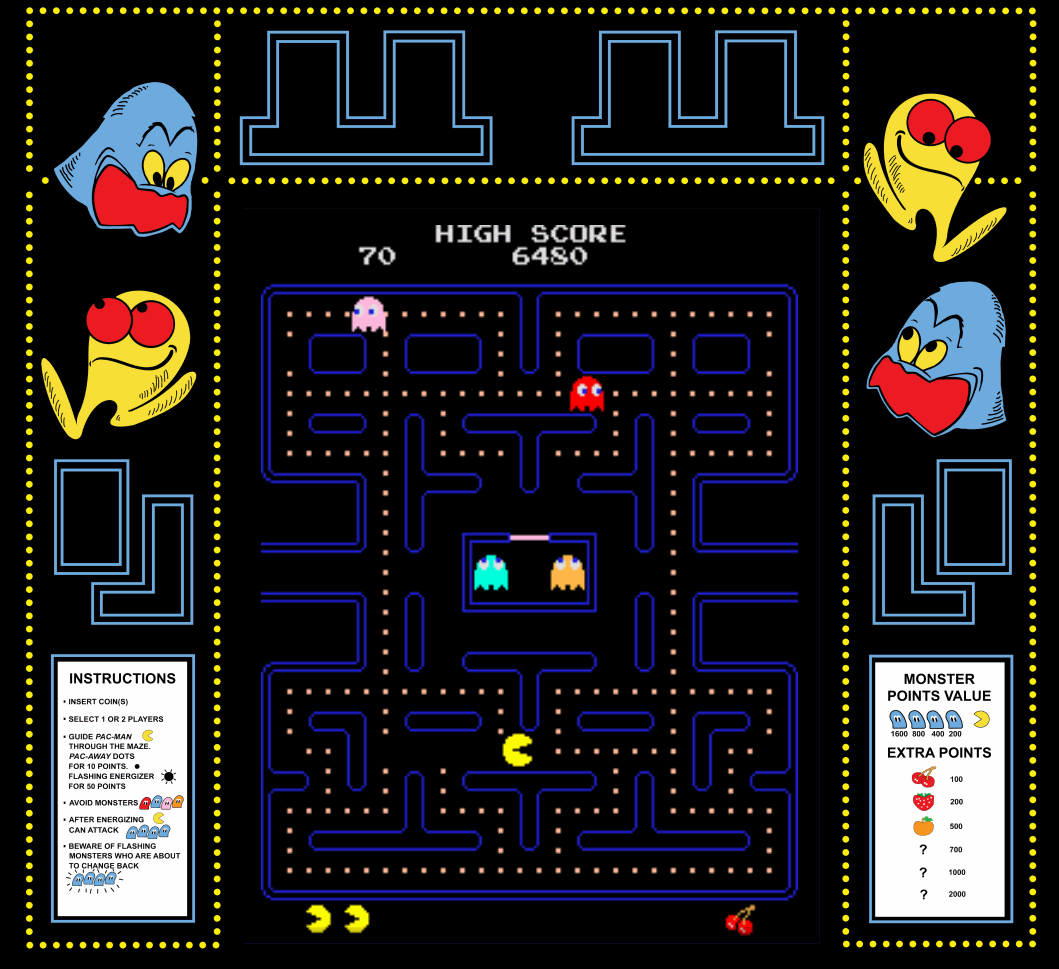 HIGH SCORE
70 6480
INSTRUCTIONS
• INSERT COIN(S)
• SELECT 1 OR 2 PLAYERS
• GUIDE PAC-MAN
THROUGH THE MAZE.
PAC-AWAY DOTS
FOR 10 POINTS.
FLASHING ENERGIZER
FOR 50 POINTS
• AVOID MONSTERS
• AFTER ENERGIZING
CAN ATTACK
• BEWARE OF FLASHING
MONSTERS WHO ARE ABOUT
TO CHANGE BACK
MONSTER
POINTS VALUE
1600 800 400 200
EXTRA POINTS
100
200
500
? 700
? 1000
? 2000